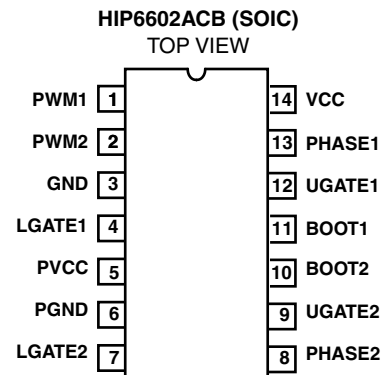 HIP6602ACB (SOIC)
TOP VIEW
PWM1 1 14 VCC
PWM2 2 13 PHASE1
GND 3 12 UGATE1
LGATE1 4 11 BOOT1
PVCC 5 10 BOOT2
PGND 6 9 UGATE2
LGATE2 7 8 PHASE2